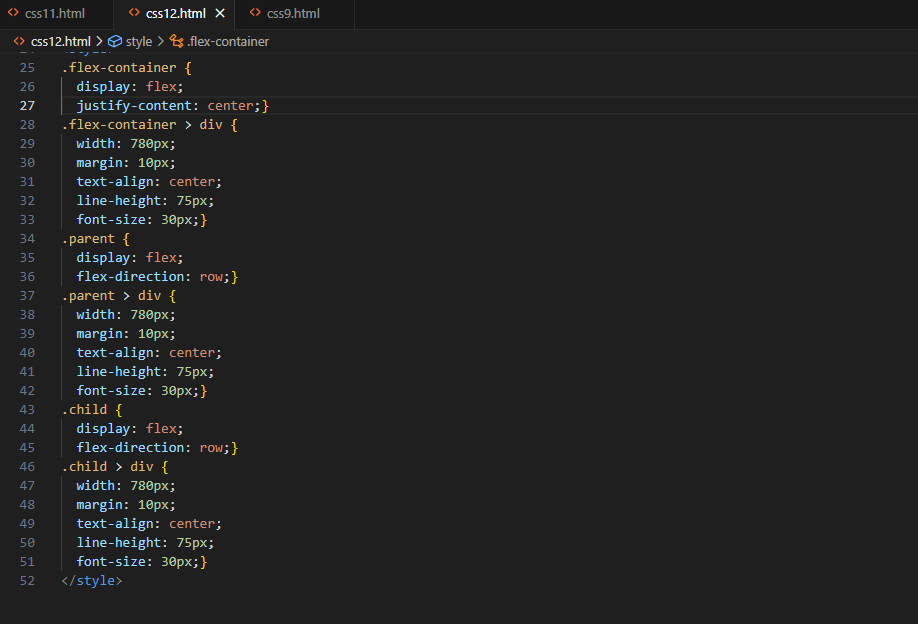 css11.html css12.html css9.html
css12.html > style > .flex-container
24 <style>
25 .flex-container {
26 display: flex;
27 justify-content: center;}
28 .flex-container > div {
29 width: 780px;
30 margin: 10px;
31 text-align: center;
32 line-height: 75px;
33 font-size: 30px;}
34 .parent {
35 display: flex;
36 flex-direction: row;}
37 .parent > div {
38 width: 780px;
39 margin: 10px;
40 text-align: center;
41 line-height: 75px;
42 font-size: 30px;}
43 .child {
44 display: flex;
45 flex-direction: row;}
46 .child > div {
47 width: 780px;
48 margin: 10px;
49 text-align: center;
50 line-height: 75px;
51 font-size: 30px;}
52 </style>